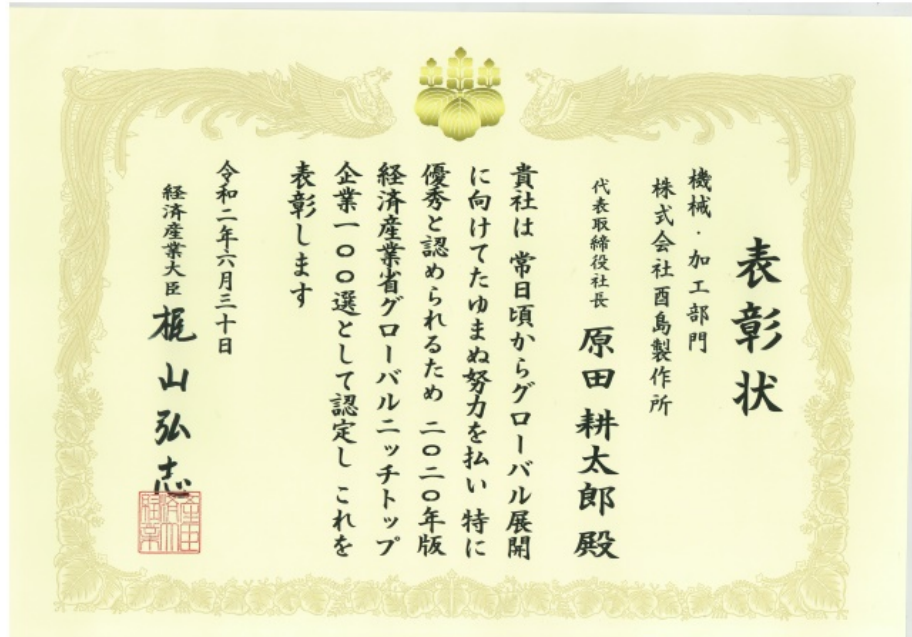 表彰状
機械・加工部門
株式会社酉島製作所
代表取締役社長 原田耕太郎殿
貴社は 常日頃からグローバル展開
に向けてたゆまぬ努力を払い 特に
優秀と認められるため 二〇二〇年版
経済産業省グローバルニッチトップ
企業一〇〇選として認定し これを
表彰します
令和二年六月三十日
経済産業大臣 梶山弘志